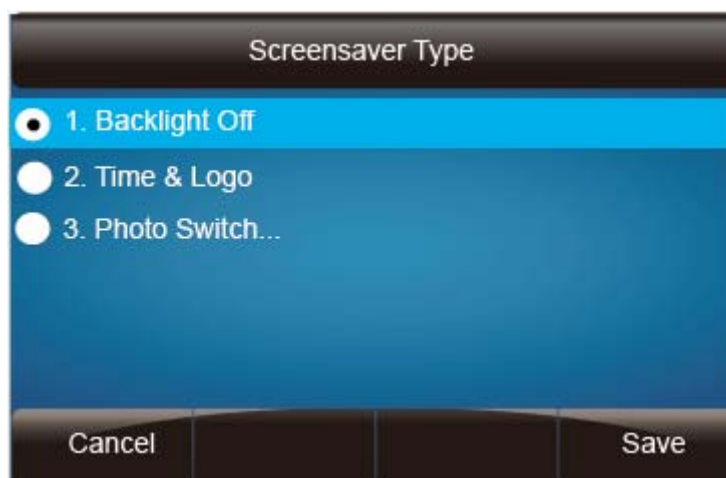 Screensaver Type
1. Backlight Off
2. Time & Logo
3. Photo Switch...
Cancel Save